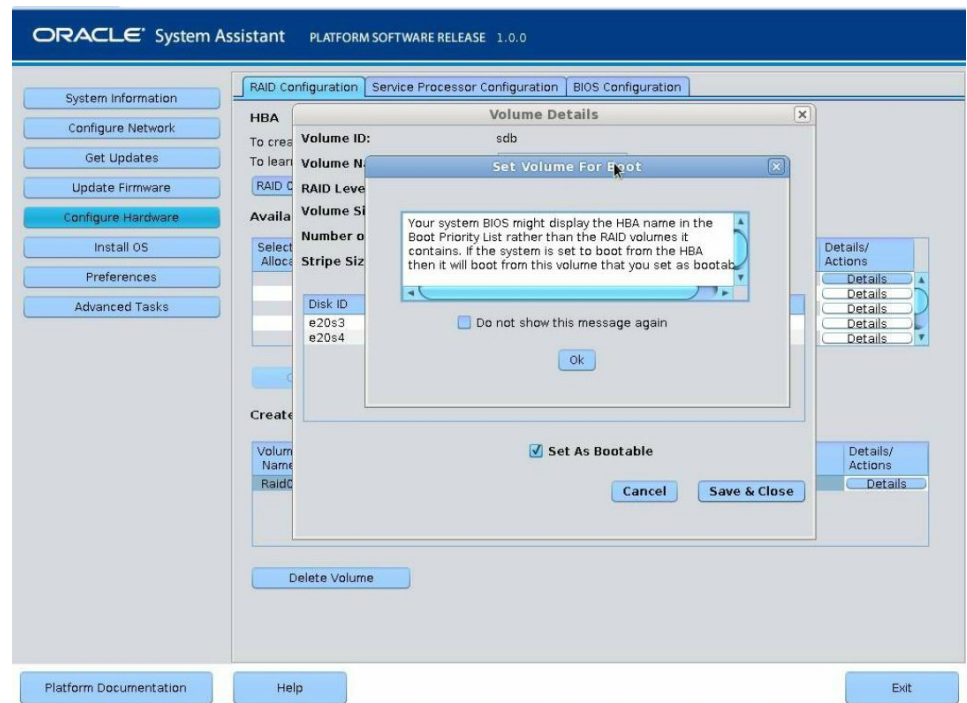 ORACLE System Assistant PLATFORM SOFTWARE RELEASE 1.0.0
System Information
Configure Network
Get Updates
Update Firmware
Configure Hardware
Install OS
Preferences
Advanced Tasks
RAID Configuration Service Processor Configuration BIOS Configuration
HBA
To crea
To learn
RAID C
Availa
Select
Alloca
Details/
Actions
Details
Details
Details
Details
Details
Create
Volum
Name
Details/
Actions
Raid0
Details
Delete Volume
Volume Details
Volume ID: sdb
Volume N
RAID Leve
Volume Si
Number o
Stripe Siz
Disk ID
e20s3
e20s4
Set As Bootable
Cancel Save & Close
Set Volume For Boot
Your system BIOS might display the HBA name in the
Boot Priority List rather than the RAID volumes it
contains. If the system is set to boot from the HBA
then it will boot from this volume that you set as bootab
Do not show this message again
Ok
Platform Documentation Help Exit